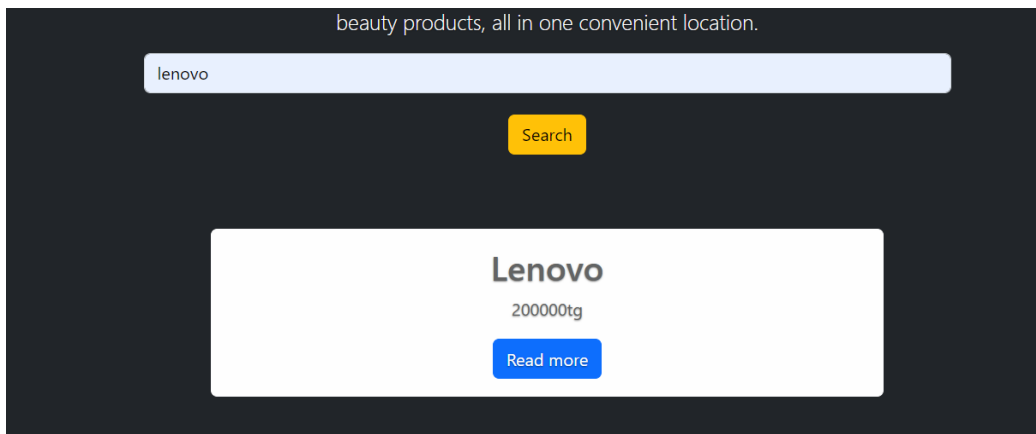 beauty products, all in one convenient location.
lenovo
Search
Lenovo
200000tg
Read more